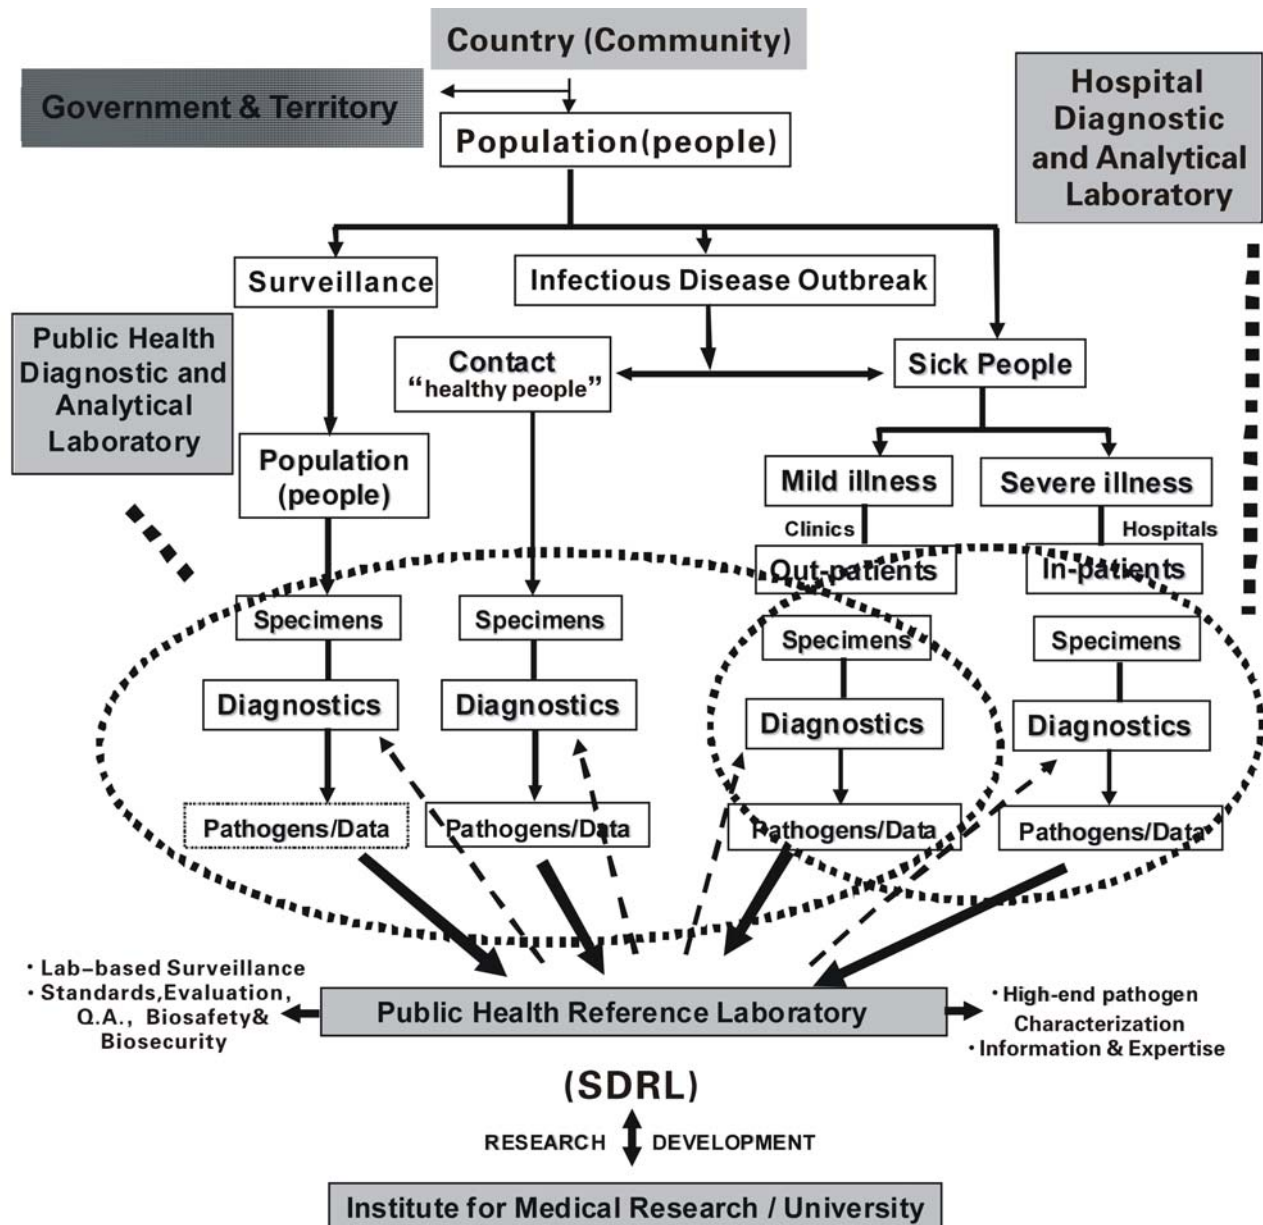 Country (Community)
Government & Territory
Population(people)
Hospital
Diagnostic
and Analytical
Laboratory
Surveillance
Infectious Disease Outbreak
Public Health
Diagnostic and
Analytical
Laboratory
Contact
“healthy people”
Sick People
Population
(people)
Mild illness
Severe illness
Clinics
Hospitals
Out-patients
In-patients
Specimens
Specimens
Specimens
Specimens
Diagnostics
Diagnostics
Diagnostics
Diagnostics
Pathogens/Data
Pathogens/Data
Pathogens/Data
Pathogens/Data
· Lab-based Surveillance
· Standards,Evaluation,
Q.A., Biosafety&
Biosecurity
Public Health Reference Laboratory
· High-end pathogen
Characterization
· Information & Expertise
(SDRL)
RESEARCH DEVELOPMENT
Institute for Medical Research / University